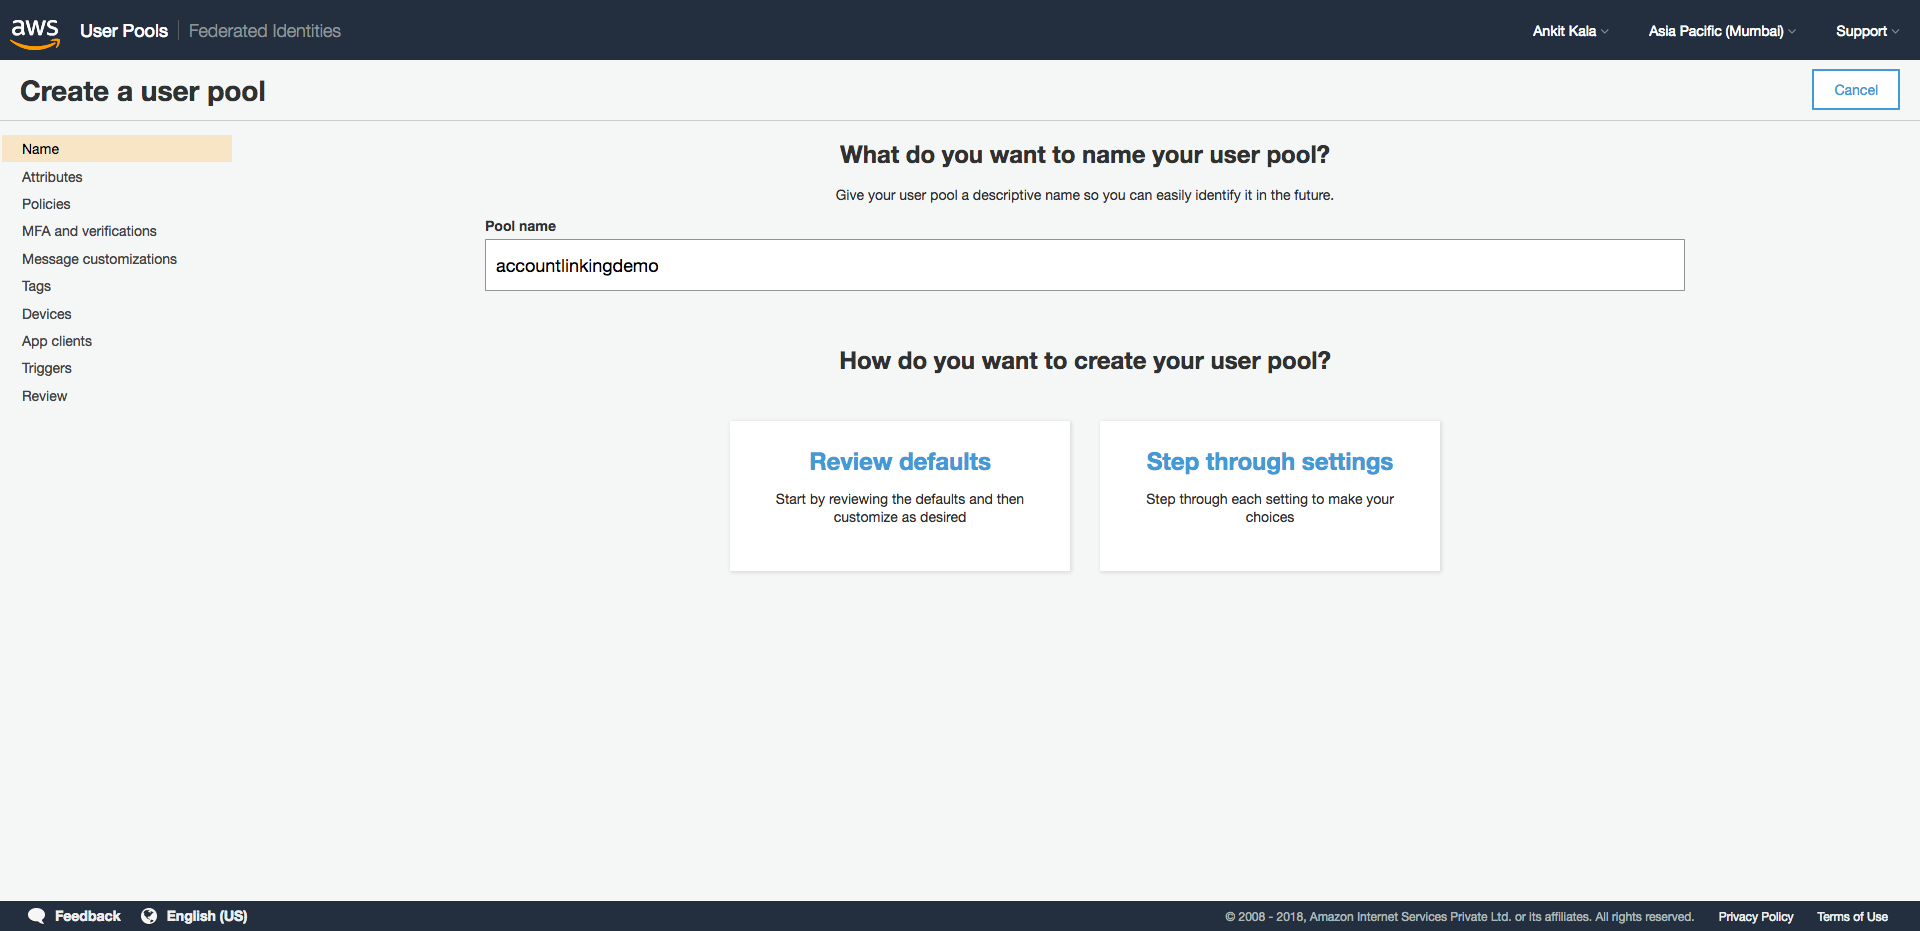 aws User Pools Federated Identities Ankit Kala Asia Pacific (Mumbai) Support
Create a user pool Cancel
Name
Attributes
Policies
MFA and verifications
Message customizations
Tags
Devices
App clients
Triggers
Review
What do you want to name your user pool?
Give your user pool a descriptive name so you can easily identify it in the future.
Pool name
accountlinkingdemo
How do you want to create your user pool?
Review defaults
Start by reviewing the defaults and then
customize as desired
Step through settings
Step through each setting to make your
choices
Feedback English (US) © 2008 - 2018, Amazon Internet Services Private Ltd. or its affiliates. All rights reserved. Privacy Policy Terms of Use